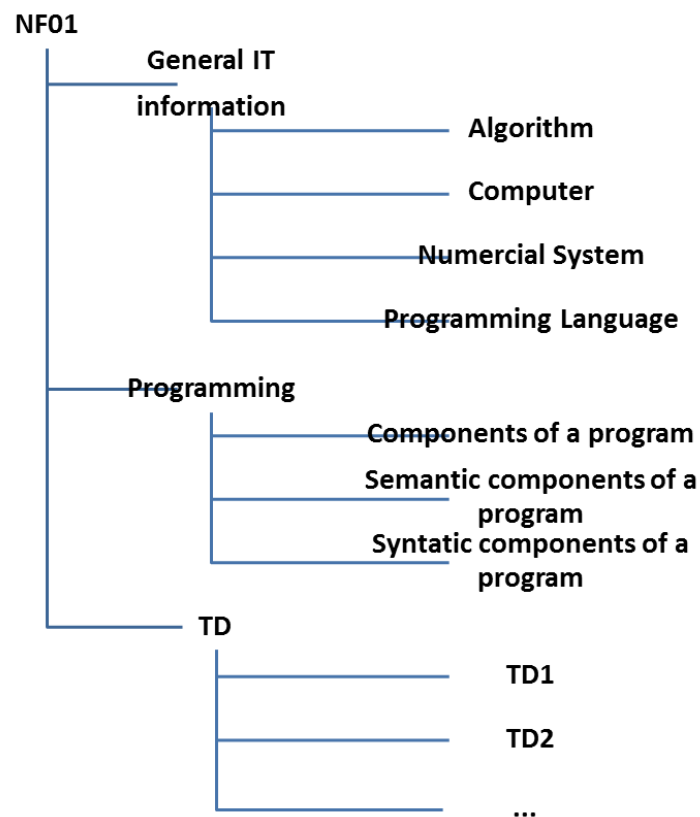 NF01
General IT
information
Algorithm
Computer
Numercial System
Programming Language
Programming
Components of a program
Semantic components of a
program
Syntatic components of a
program
TD
TD1
TD2
...